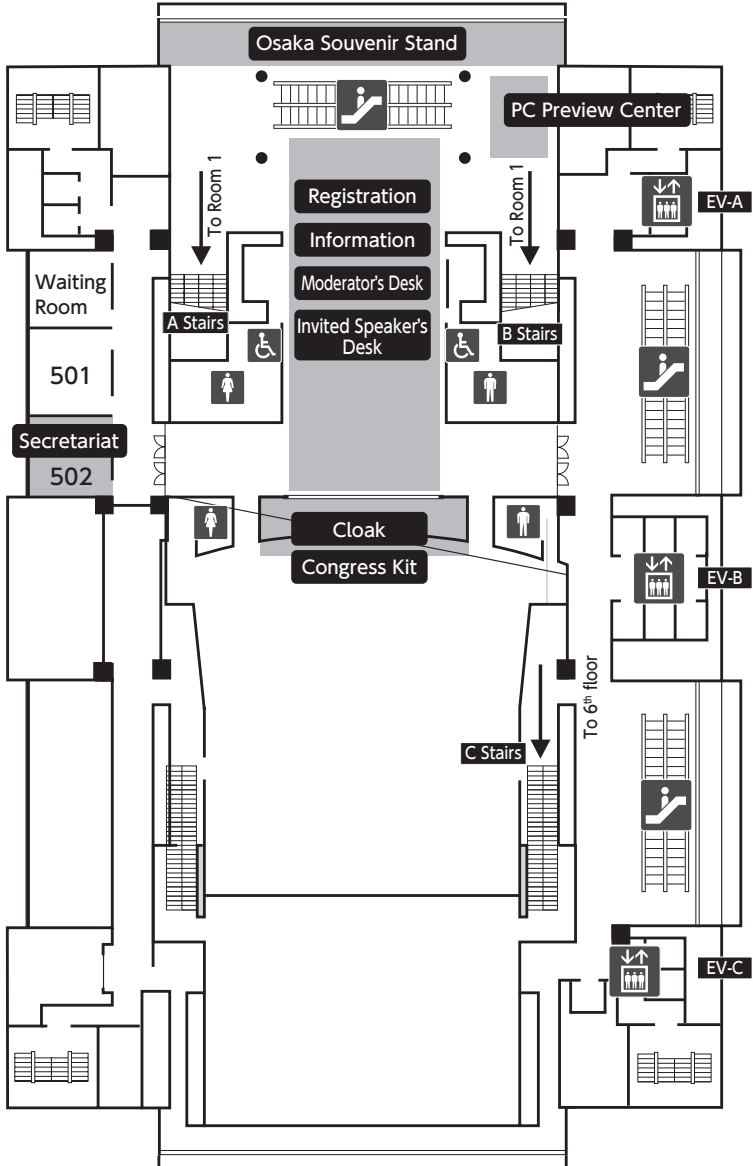 Osaka Souvenir Stand
PC Preview Center
To Room 1
To Room 1
EV-A
Registration
Information
Moderator's Desk
Invited Speaker's
Desk
Waiting
Room
A Stairs
B Stairs
501
Secretariat
502
Cloak
Congress Kit
EV-B
To 6th floor
C Stairs
EV-C